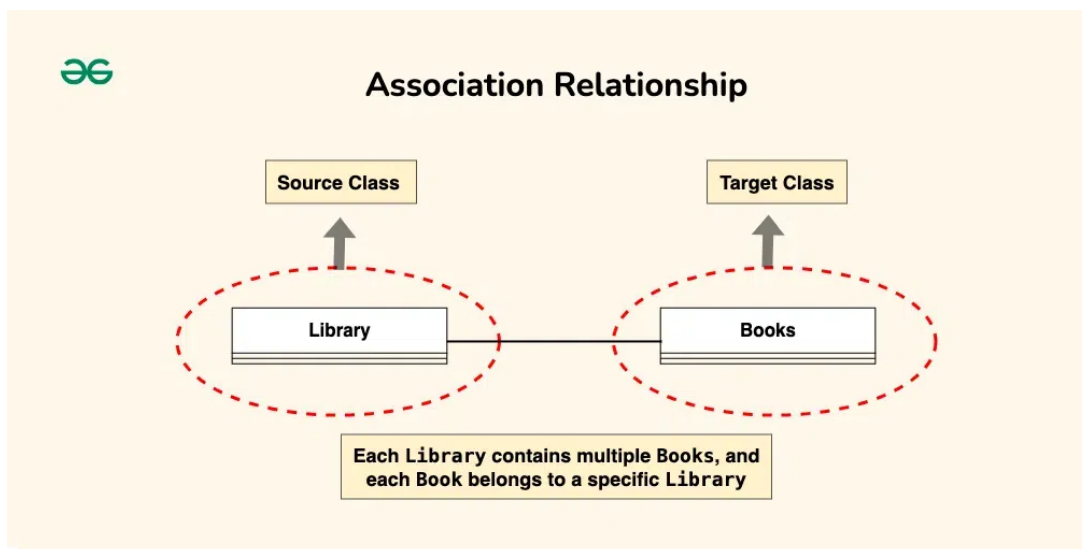 Association Relationship
Source Class
Target Class
Library
Books
Each Library contains multiple Books, and
each Book belongs to a specific Library